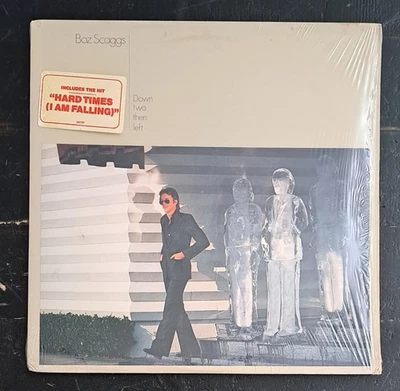 Boz Scaggs
INCLUDES THE HIT
"HARD TIMES
(I AM FALLING)"
Down
two
then
left